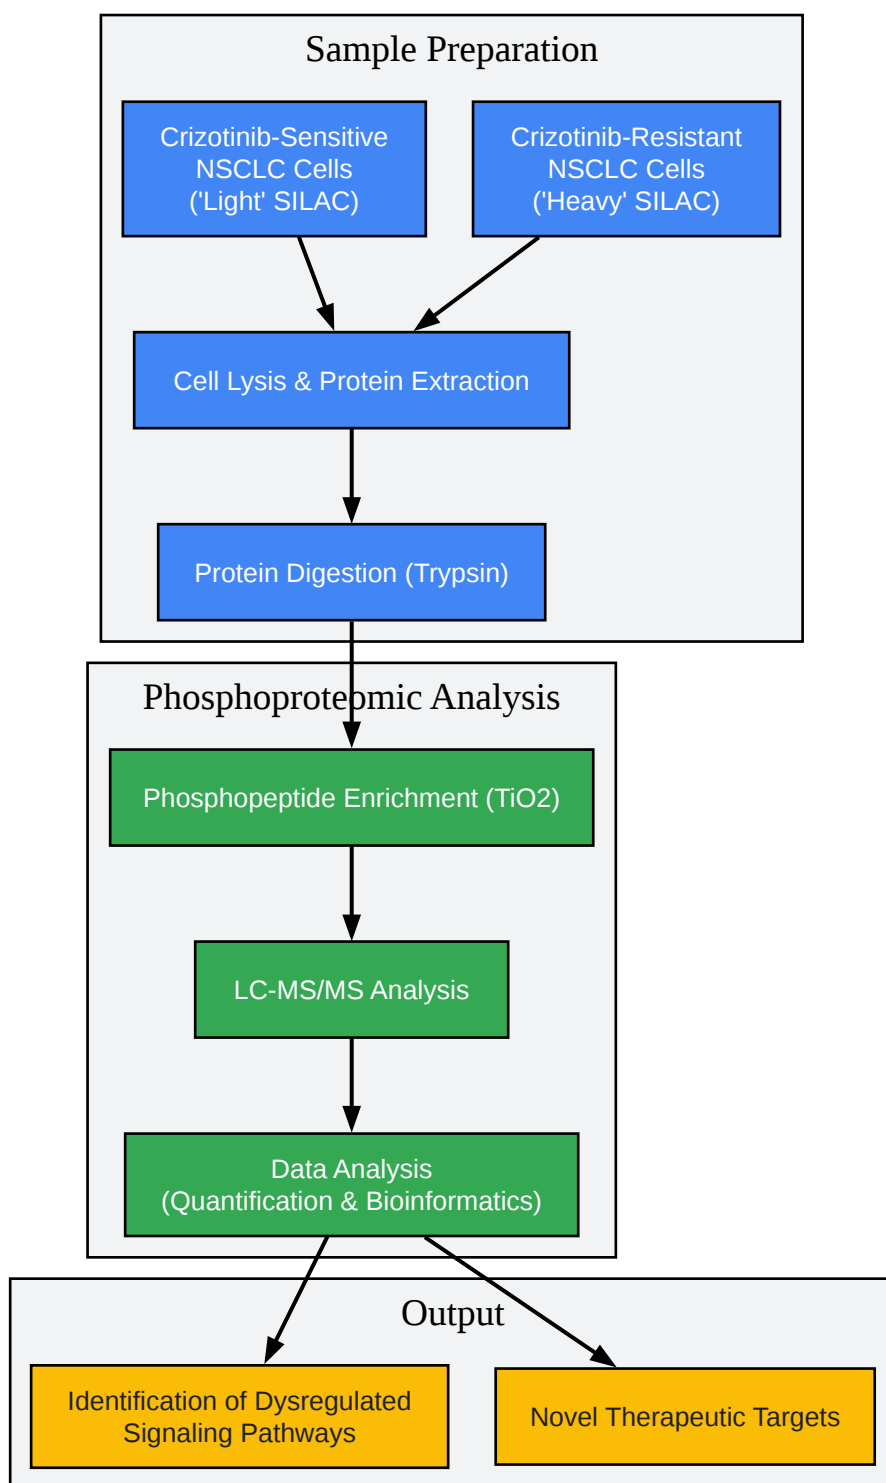 Sample Preparation
Crizotinib-Sensitive
NSCLC Cells
('Light' SILAC)
Crizotinib-Resistant
NSCLC Cells
('Heavy' SILAC)
Cell Lysis & Protein Extraction
Protein Digestion (Trypsin)
Phosphoproteomic Analysis
Phosphopeptide Enrichment (TiO2)
LC-MS/MS Analysis
Data Analysis
(Quantification & Bioinformatics)
Output
Identification of Dysregulated
Signaling Pathways
Novel Therapeutic Targets